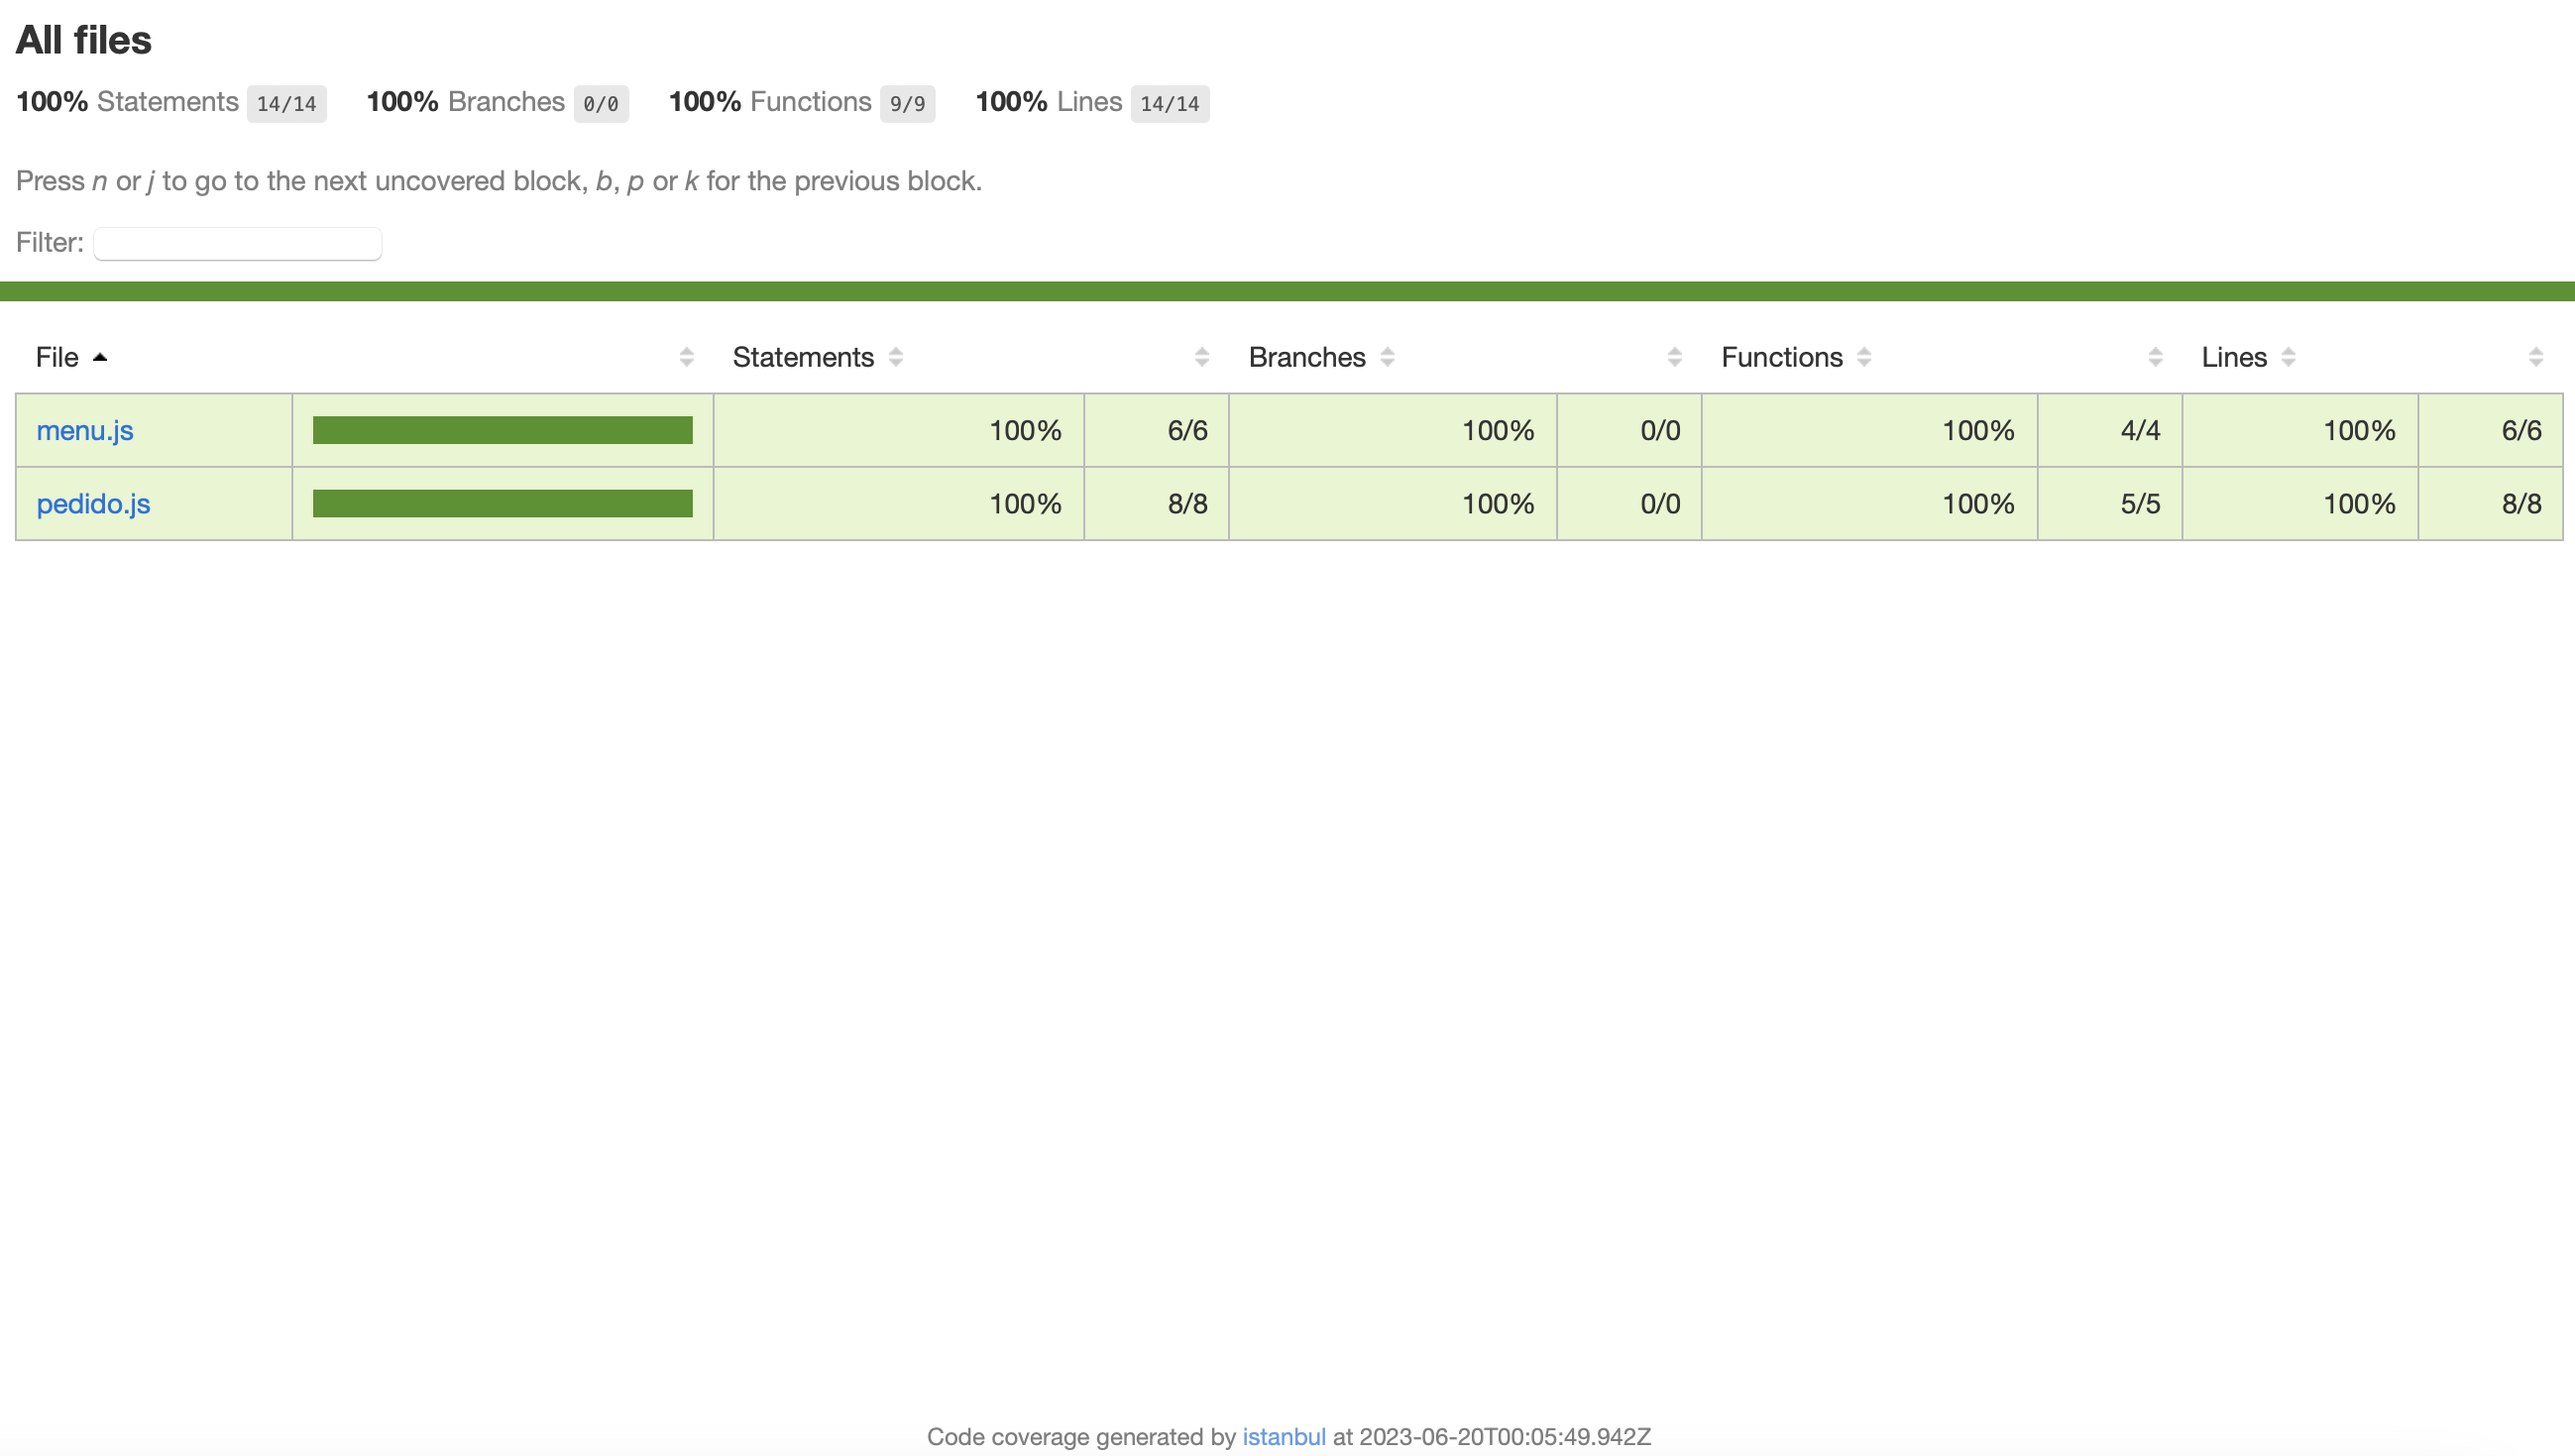 All files
100% Statements 14/14 100% Branches 0/0 100% Functions 9/9 100% Lines 14/14
Press n or j to go to the next uncovered block, b, p or k for the previous block.
Filter:
File Statements Branches Functions Lines
menu.js 100% 6/6 100% 0/0 100% 4/4 100% 6/6
pedido.js 100% 8/8 100% 0/0 100% 5/5 100% 8/8
Code coverage generated by istanbul at 2023-06-20T00:05:49.942Z